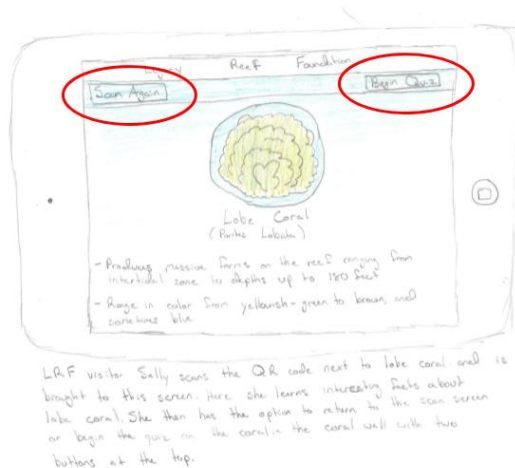 Legacy Reef Foundation
Scan Again
Begin Quiz
Lobe Coral
(Porites Lobata)
- Produces massive forms on the reef ranging from
intertidal zone to depths up to 180 feet
- Range in color from yellowish-green to brown and
sometimes blue
LRF visitor Sally scans the QR code next to lobe coral and is
brought to this screen. Here she learns interesting facts about
lobe coral. She then has the option to return to the scan screen
or begin the quiz on the coral in the coral wall with two
buttons at the top.